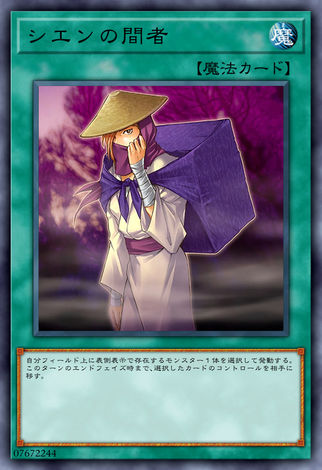 シエンの間者
魔
【魔法カード】
自分フィールド上に表側表示で存在するモンスター１体を選択して発動する。
このターンのエンドフェイズ時まで、選択したカードのコントロールを相手に
移す。
07672244